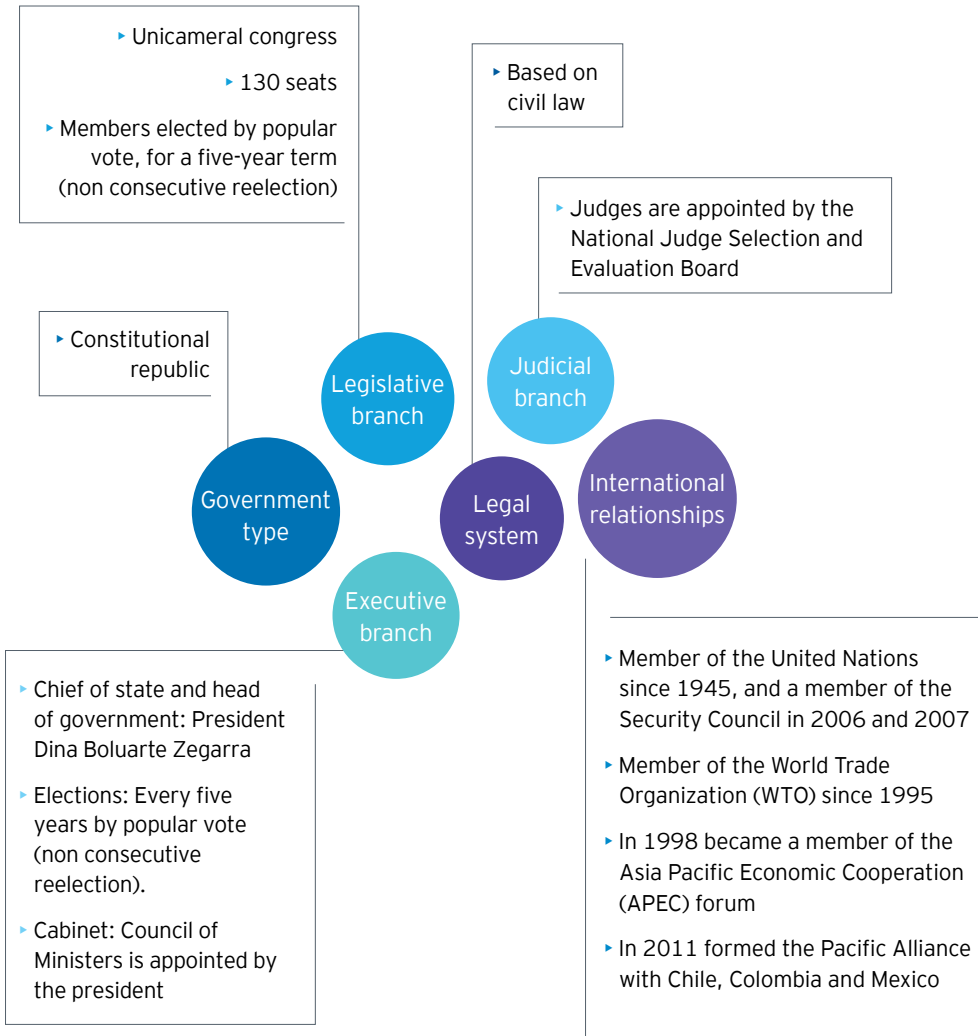 ▸ Unicameral congress
▸ 130 seats
▸ Members elected by popular
vote, for a five-year term
(non consecutive reelection)
▸ Based on
civil law
▸ Judges are appointed by the
National Judge Selection and
Evaluation Board
▸ Constitutional
republic
Legislative
branch
Judicial
branch
Government
type
Legal
system
International
relationships
Executive
branch
▸ Chief of state and head
of government: President
Dina Boluarte Zegarra
▸ Elections: Every five
years by popular vote
(non consecutive
reelection).
▸ Cabinet: Council of
Ministers is appointed by
the president
▸ Member of the United Nations
since 1945, and a member of the
Security Council in 2006 and 2007
▸ Member of the World Trade
Organization (WTO) since 1995
▸ In 1998 became a member of the
Asia Pacific Economic Cooperation
(APEC) forum
▸ In 2011 formed the Pacific Alliance
with Chile, Colombia and Mexico